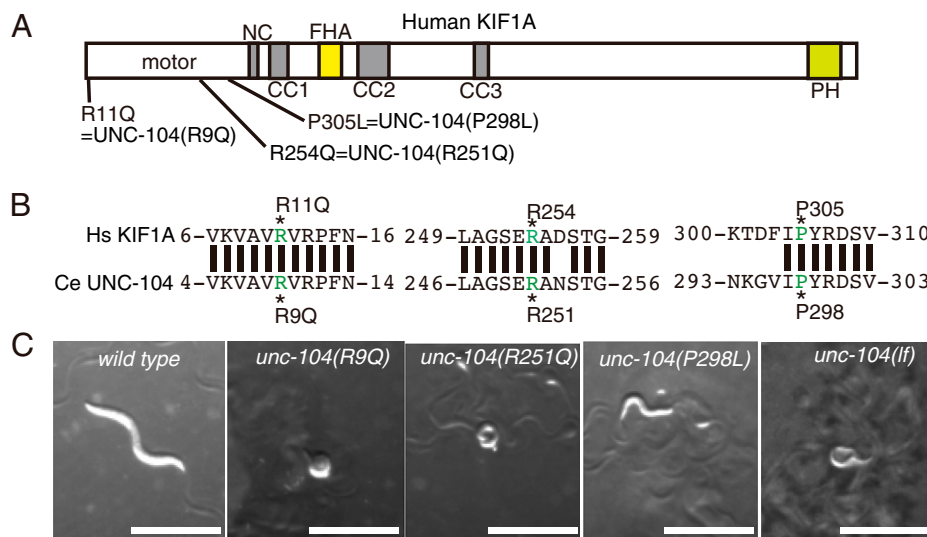 A
Human KIF1A
NC
FHA
motor
CC1
CC2
CC3
PH
R11Q
=UNC-104(R9Q)
P305L=UNC-104(P298L)
R254Q=UNC-104(R251Q)
B
R11Q
R254
P305
*
*
*
Hs KIF1A 6-VKVAVRVRPFN-16 249-LAGSERADSTG-259 300-KTDFIPYRDSV-310
Ce UNC-104 4-VKVAVRVRPFN-14 246-LAGSERANSTG-256 293-NKGVIPYRDSV-303
*
*
*
R9Q
R251
P298
C
wild type
unc-104(R9Q)
unc-104(R251Q)
unc-104(P298L)
unc-104(lf)